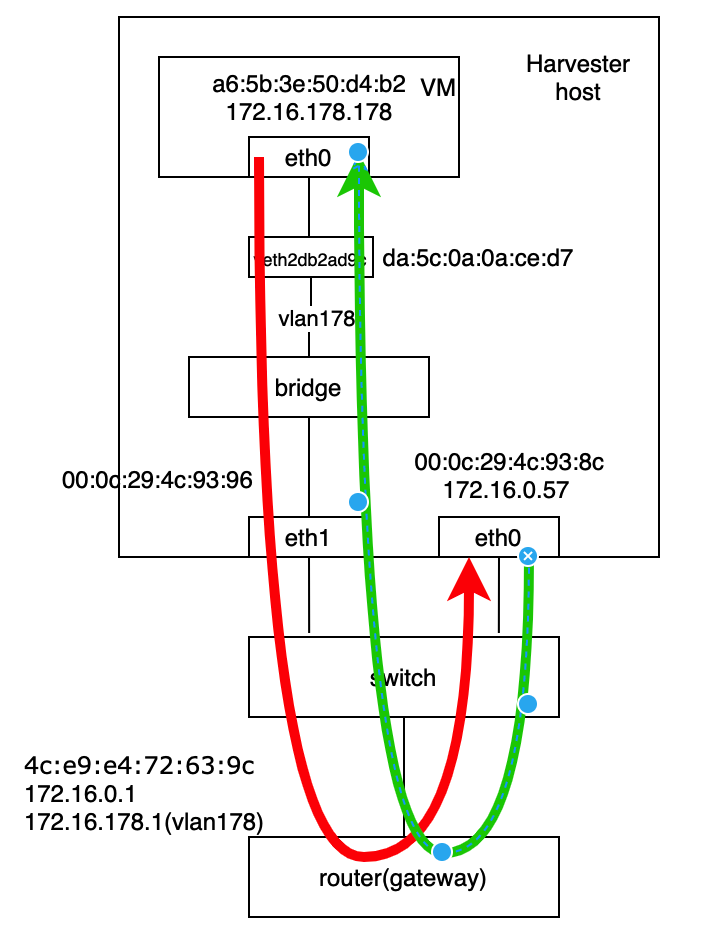 Harvester
host
a6:5b:3e:50:d4:b2
VM
172.16.178.178
eth0
veth2db2ad9c
da:5c:0a:0a:ce:d7
vlan178
bridge
00:0c:29:4c:93:96
00:0c:29:4c:93:8c
172.16.0.57
eth1
eth0
switch
4c:e9:e4:72:63:9c
172.16.0.1
172.16.178.1(vlan178)
router(gateway)